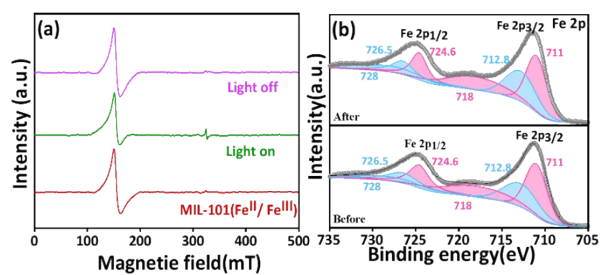 (a)
Intensity (a.u.)
Light off
Light on
MIL-101(Feᴵᴵ/ Feᴵᴵᴵ)
0 100 200 300 400 500
Magnetie field(mT)
(b)
Fe 2p
Intensity(a.u.)
Fe 2p1/2
Fe 2p3/2
726.5
724.6
712.8
711
728
718
After
Fe 2p1/2
Fe 2p3/2
726.5
724.6
712.8
711
728
718
Before
735 725 715 710 705
Binding energy(eV)